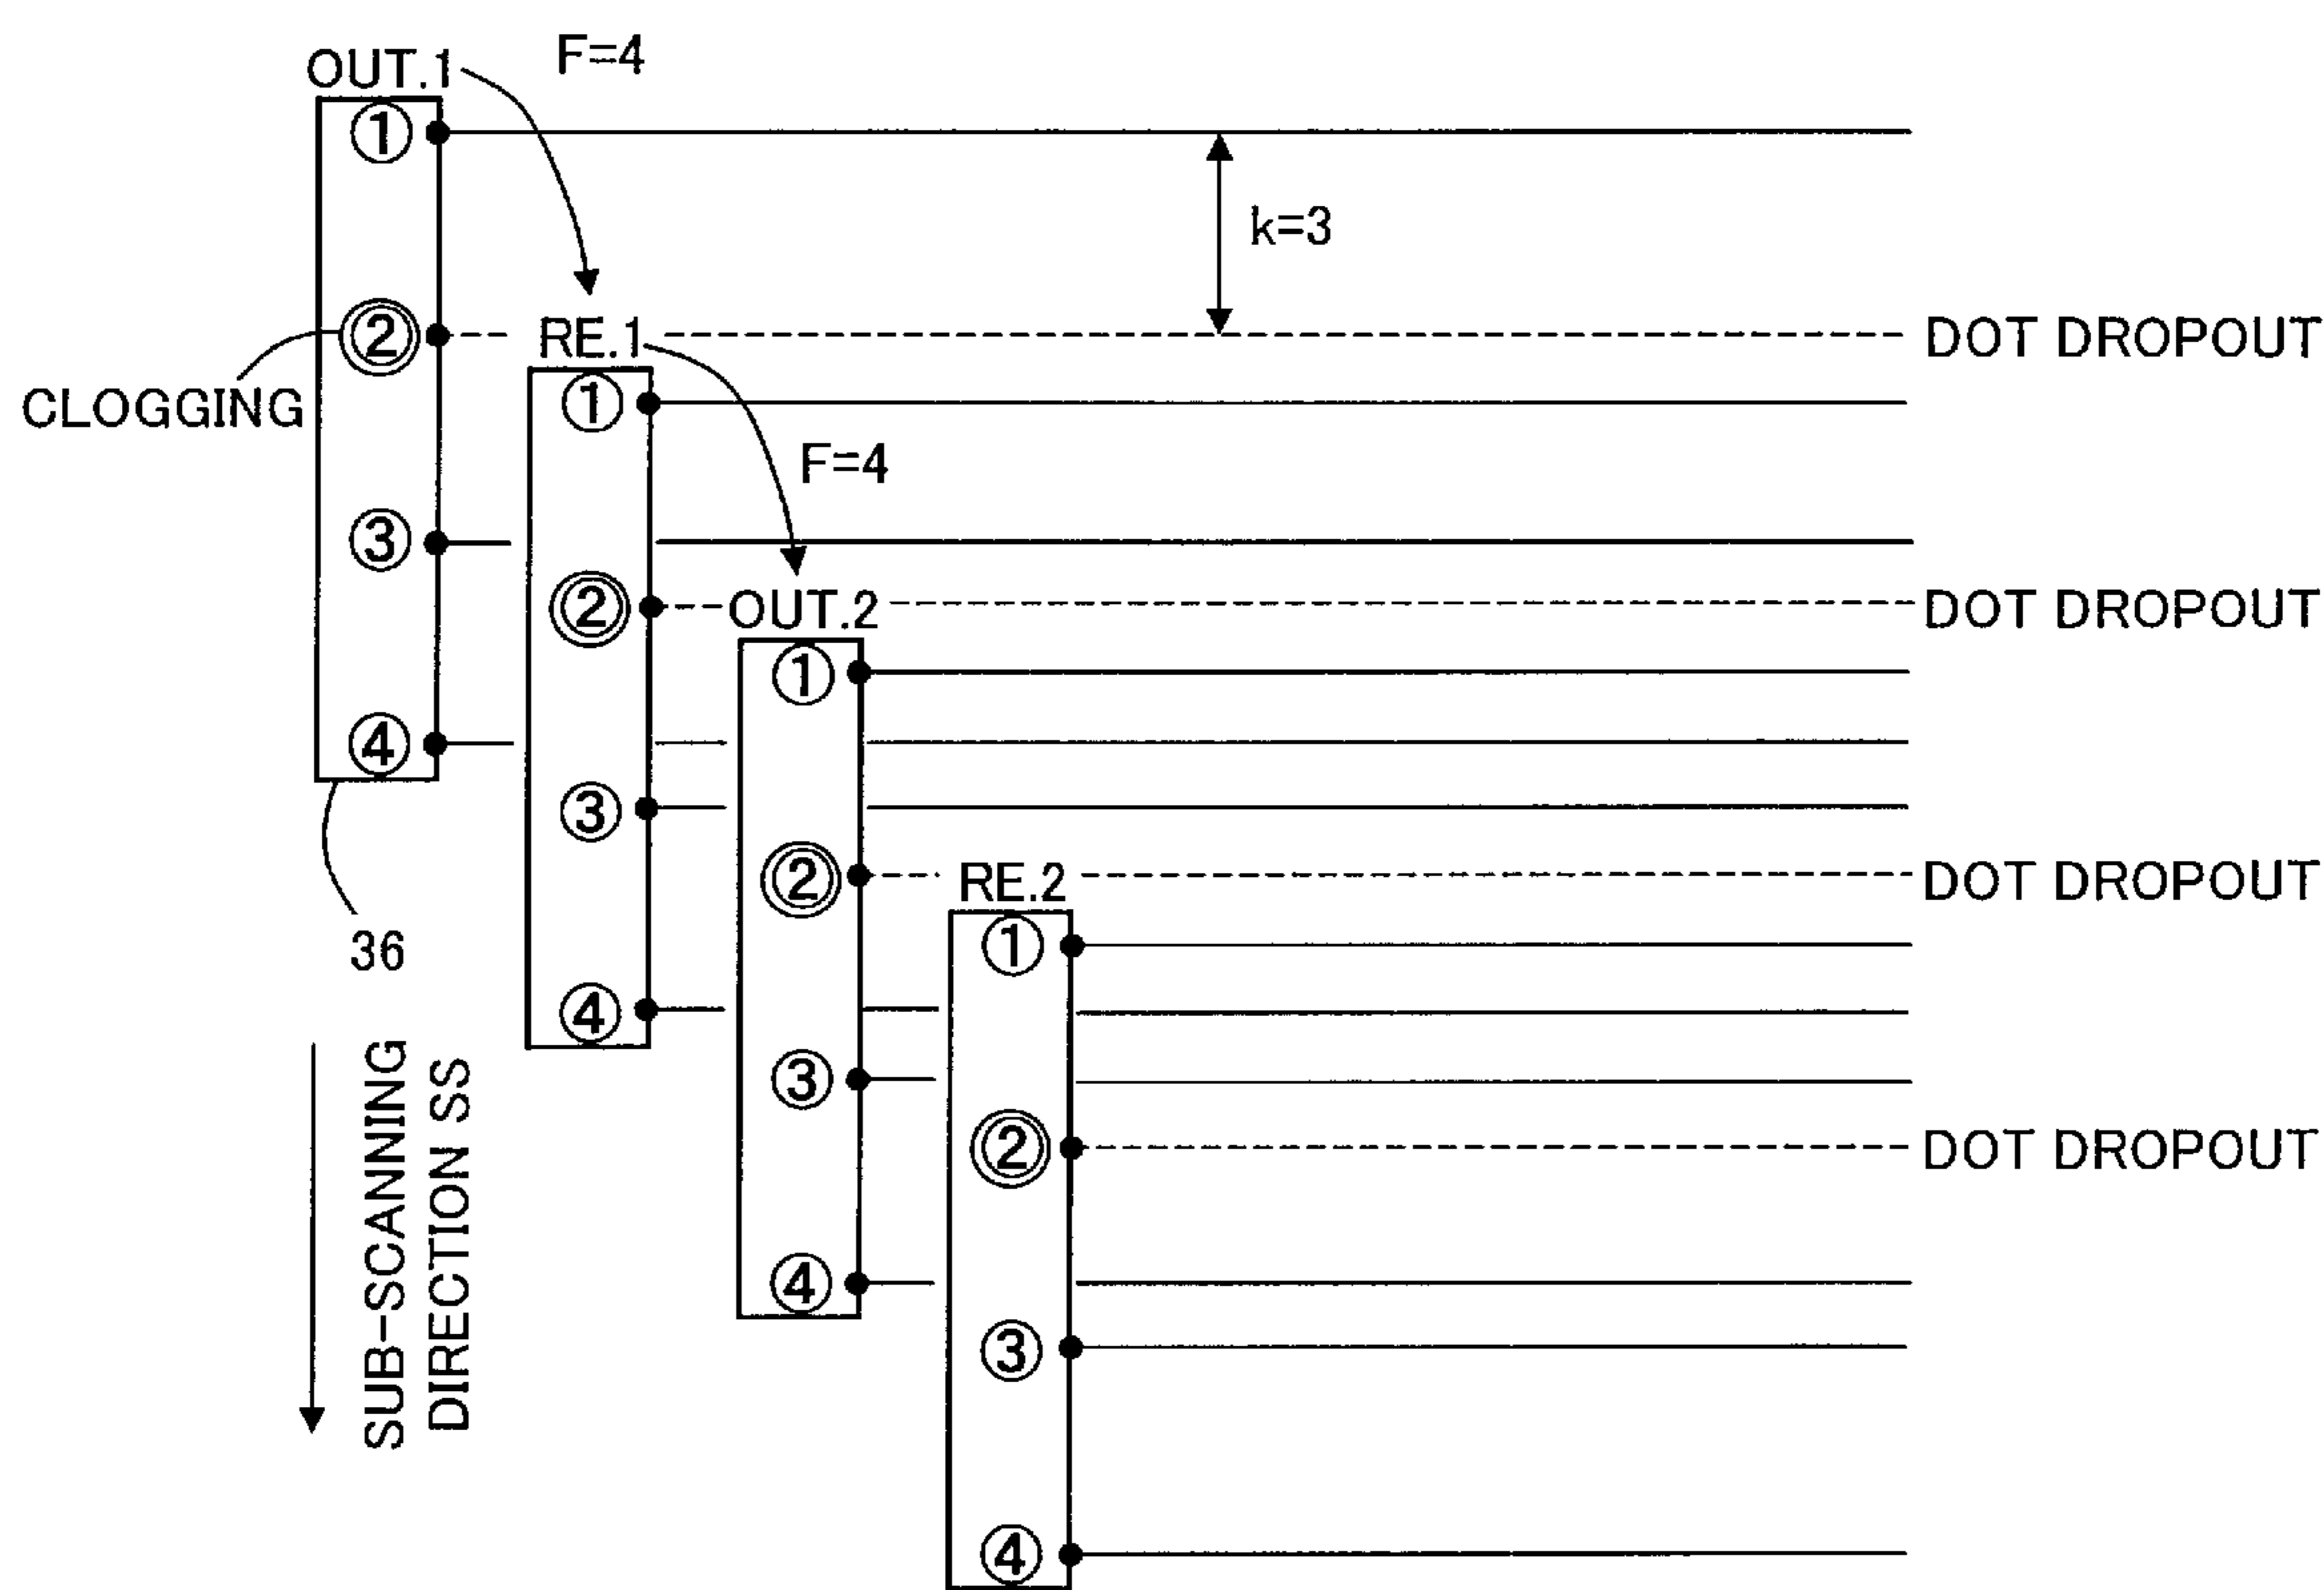 OUT.1
F=4
①
k=3
②
RE.1
DOT DROPOUT
CLOGGING
①
F=4
③
②
OUT.2
DOT DROPOUT
①
④
③
②
RE.2
DOT DROPOUT
①
36
④
③
②
DOT DROPOUT
④
③
④
SUB-SCANNING
DIRECTION SS